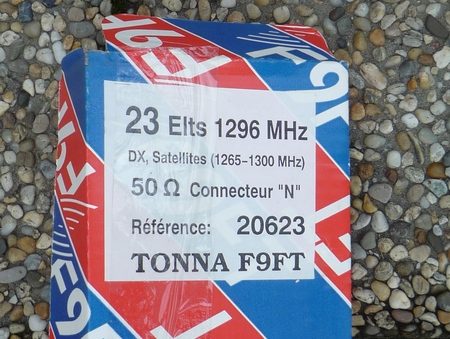 23 Elts 1296 MHz
DX, Satellites (1265-1300 MHz)
50 Ω Connecteur "N"
Référence: 20623
TONNA F9FT